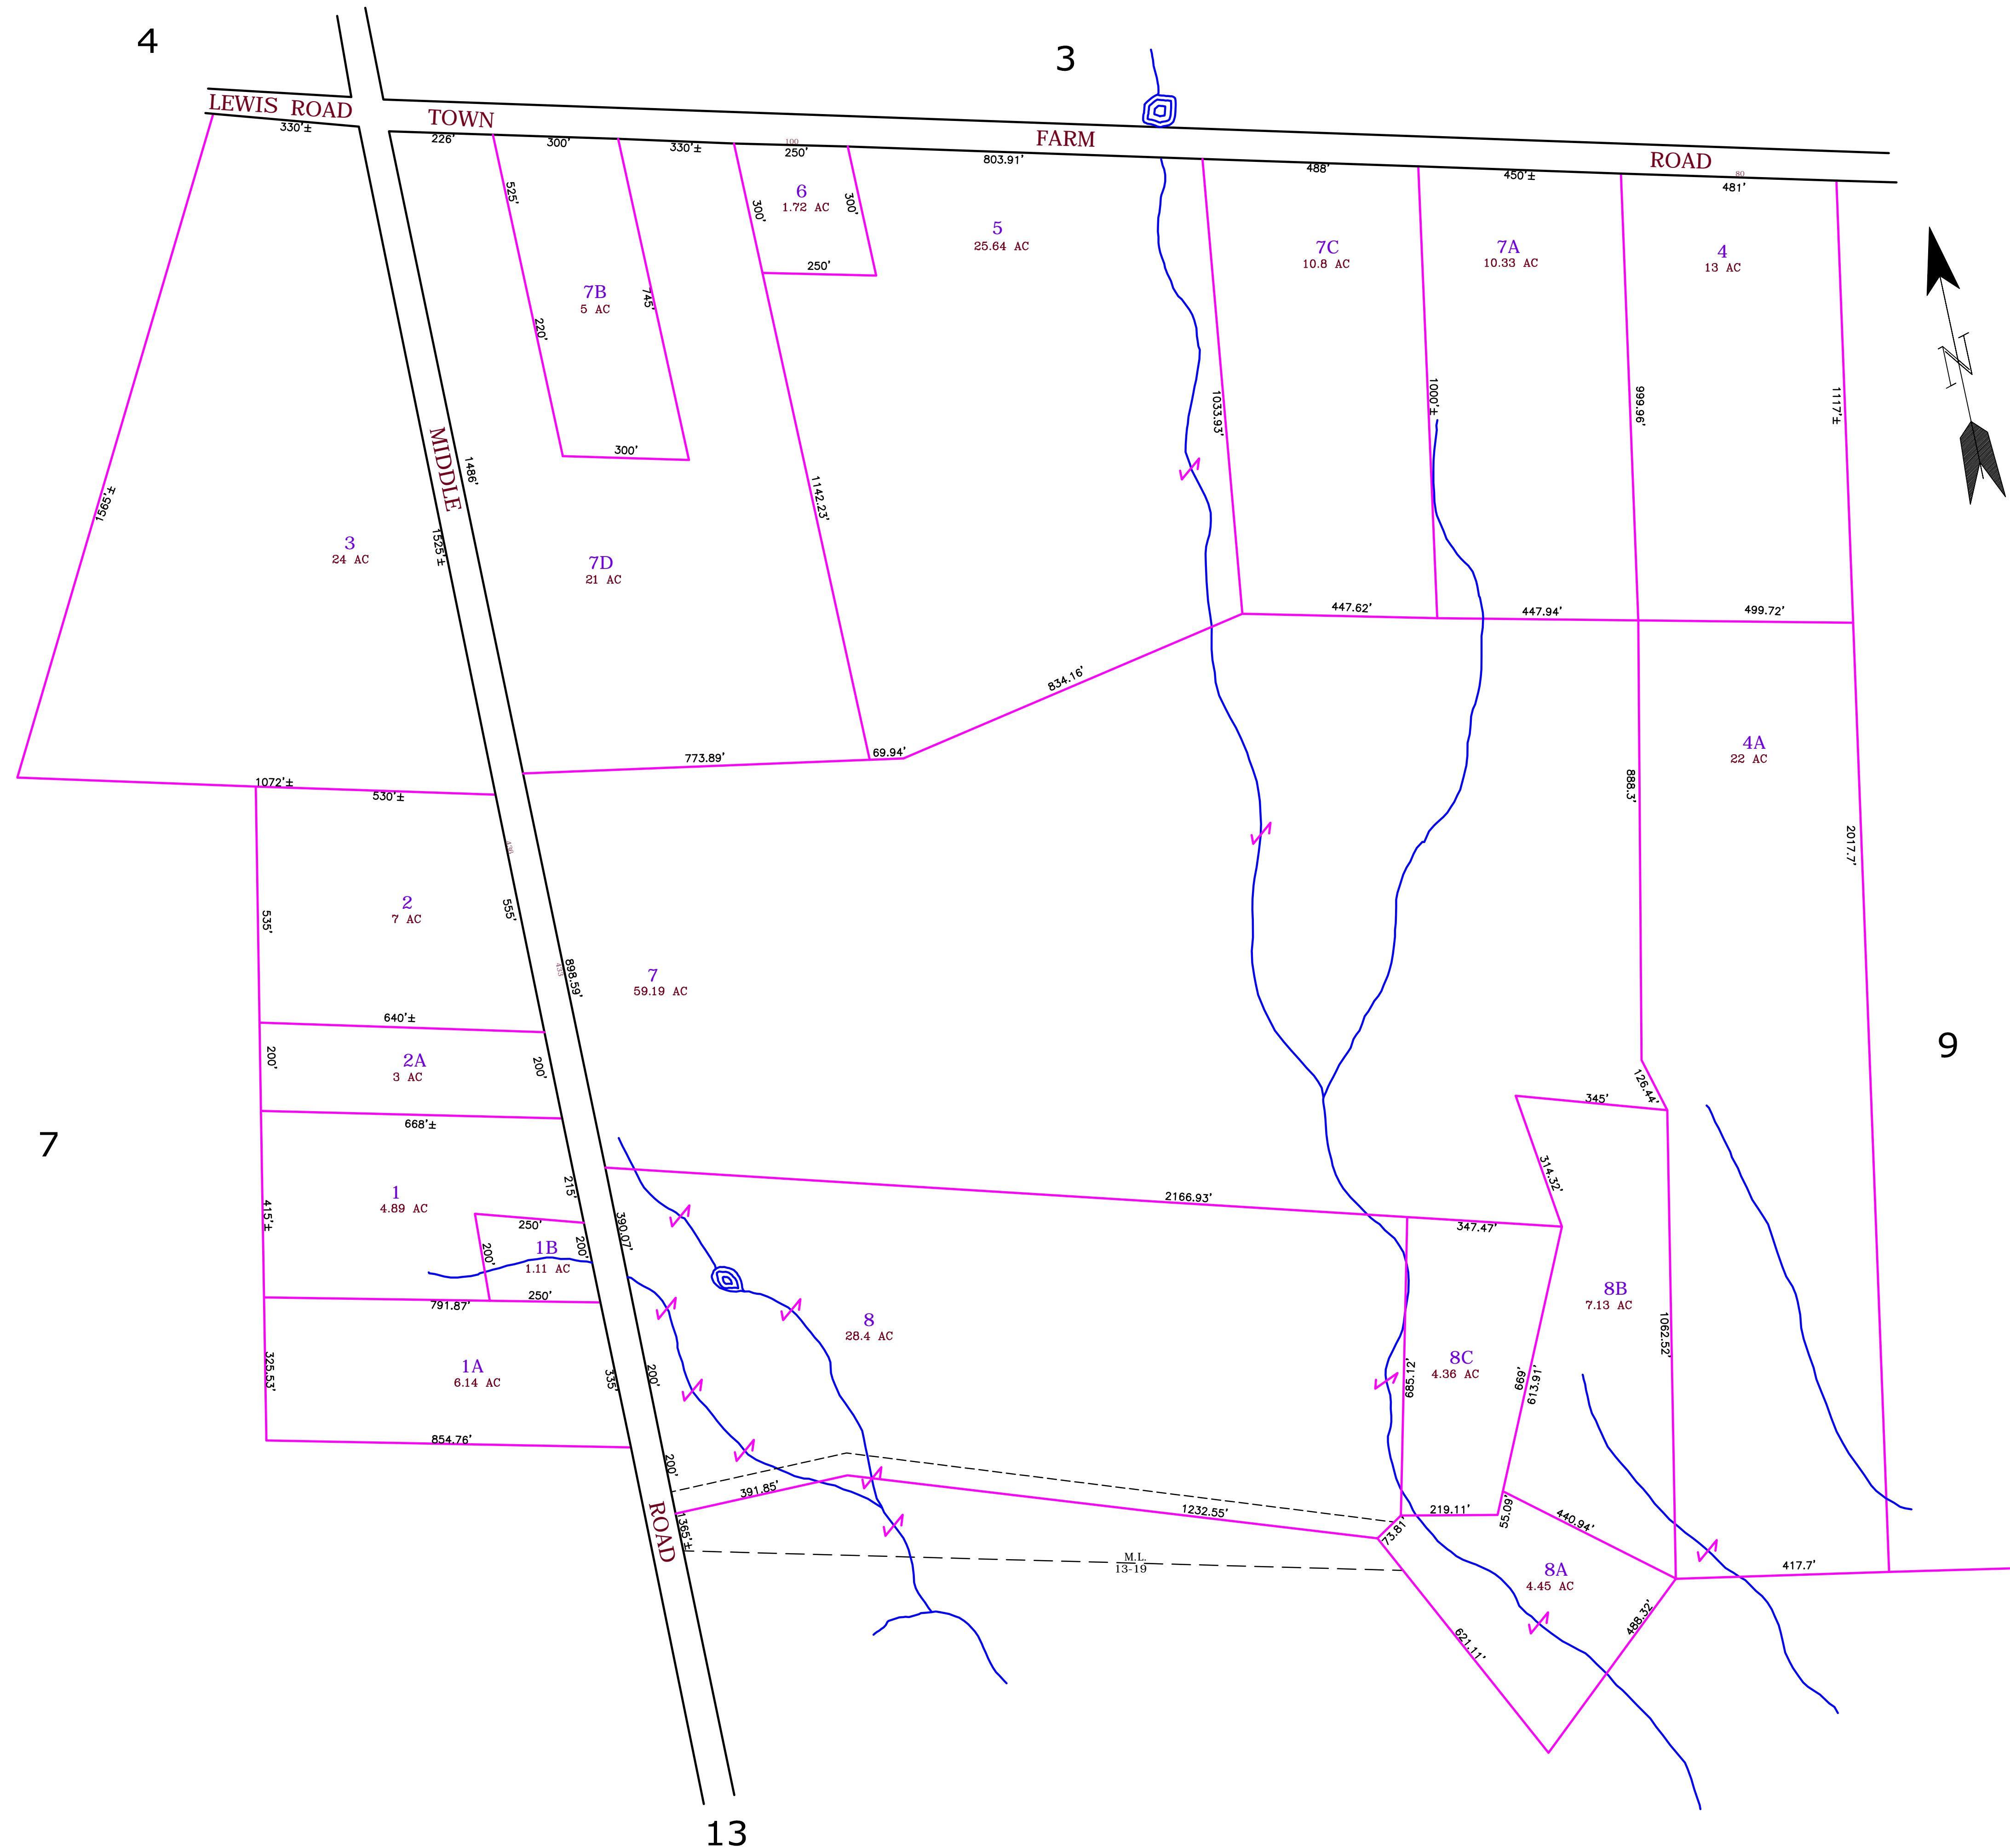 4
3
LEWIS ROAD
TOWN
FARM
ROAD
330'±
226'
300'
330'±
100
250'
803.91'
488'
450'±
80
481'
525'
300'
6
1.72 AC
300'
250'
5
25.64 AC
7C
10.8 AC
7A
10.33 AC
4
13 AC
7B
5 AC
220'
745'
300'
N
1033.93'
1000'±
999.96'
1117'±
MIDDLE
1486'
1565'±
1525'±
1142.23'
3
24 AC
7D
21 AC
447.62'
447.94'
499.72'
834.16'
773.89'
69.94'
1072'±
530'±
4A
22 AC
888.3'
2017.7'
436
2
7 AC
555'
535'
433
898.59'
7
59.19 AC
640'±
200'
2A
3 AC
200'
9
126.44'
345'
668'±
7
314.32'
1
4.89 AC
215'
415'±
250'
390.07'
2166.93'
347.47'
200'
1B
1.11 AC
200'
791.87'
250'
8
28.4 AC
8B
7.13 AC
1062.52'
325.53'
1A
6.14 AC
335'
200'
685.12'
8C
4.36 AC
669'
613.91'
854.76'
200'
391.85'
1232.55'
219.11'
55.09'
440.94'
ROAD
1365'±
73.81'
M.L.
13-19
8A
4.45 AC
417.7'
621.11'
488.32'
13